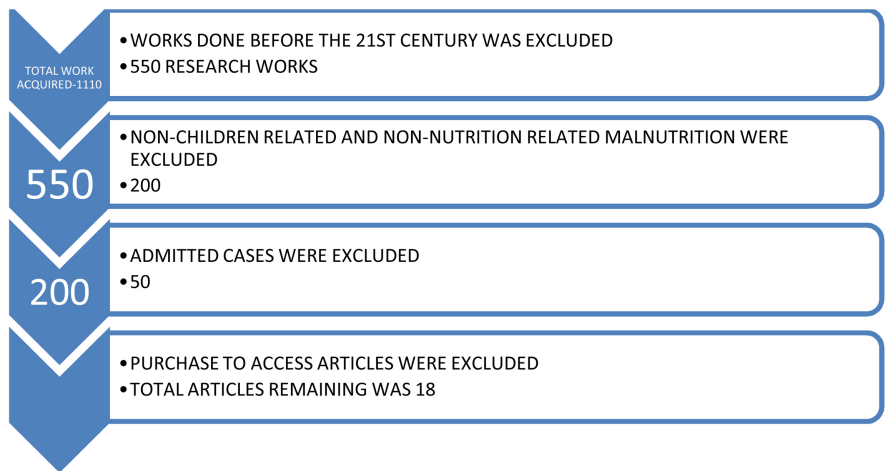 TOTAL WORK
ACQUIRED-1110
•WORKS DONE BEFORE THE 21ST CENTURY WAS EXCLUDED
•550 RESEARCH WORKS
550
•NON-CHILDREN RELATED AND NON-NUTRITION RELATED MALNUTRITION WERE
EXCLUDED
•200
200
•ADMITTED CASES WERE EXCLUDED
•50
•PURCHASE TO ACCESS ARTICLES WERE EXCLUDED
•TOTAL ARTICLES REMAINING WAS 18